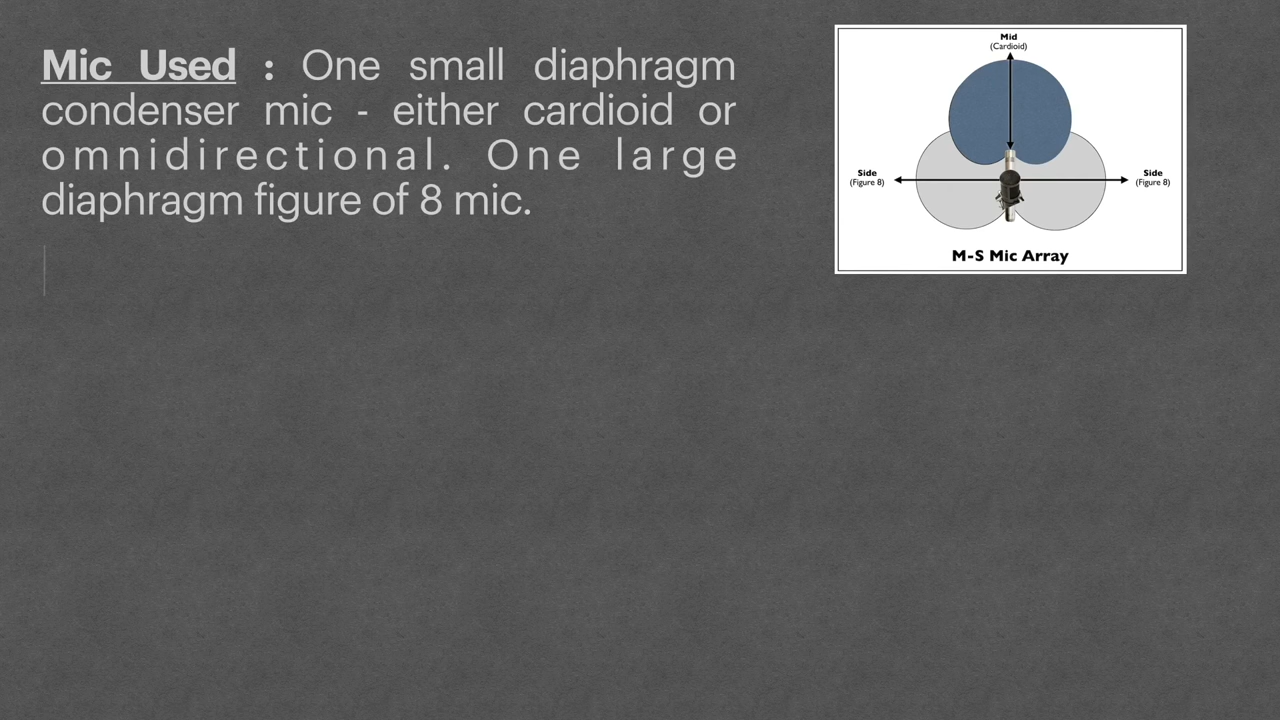 Mic Used : One small diaphragm
condenser mic - either cardioid or
omnidirectional. One large
diaphragm figure of 8 mic.
Mid
(Cardioid)
Side
(Figure 8)
Side
(Figure 8)
M-S Mic Array